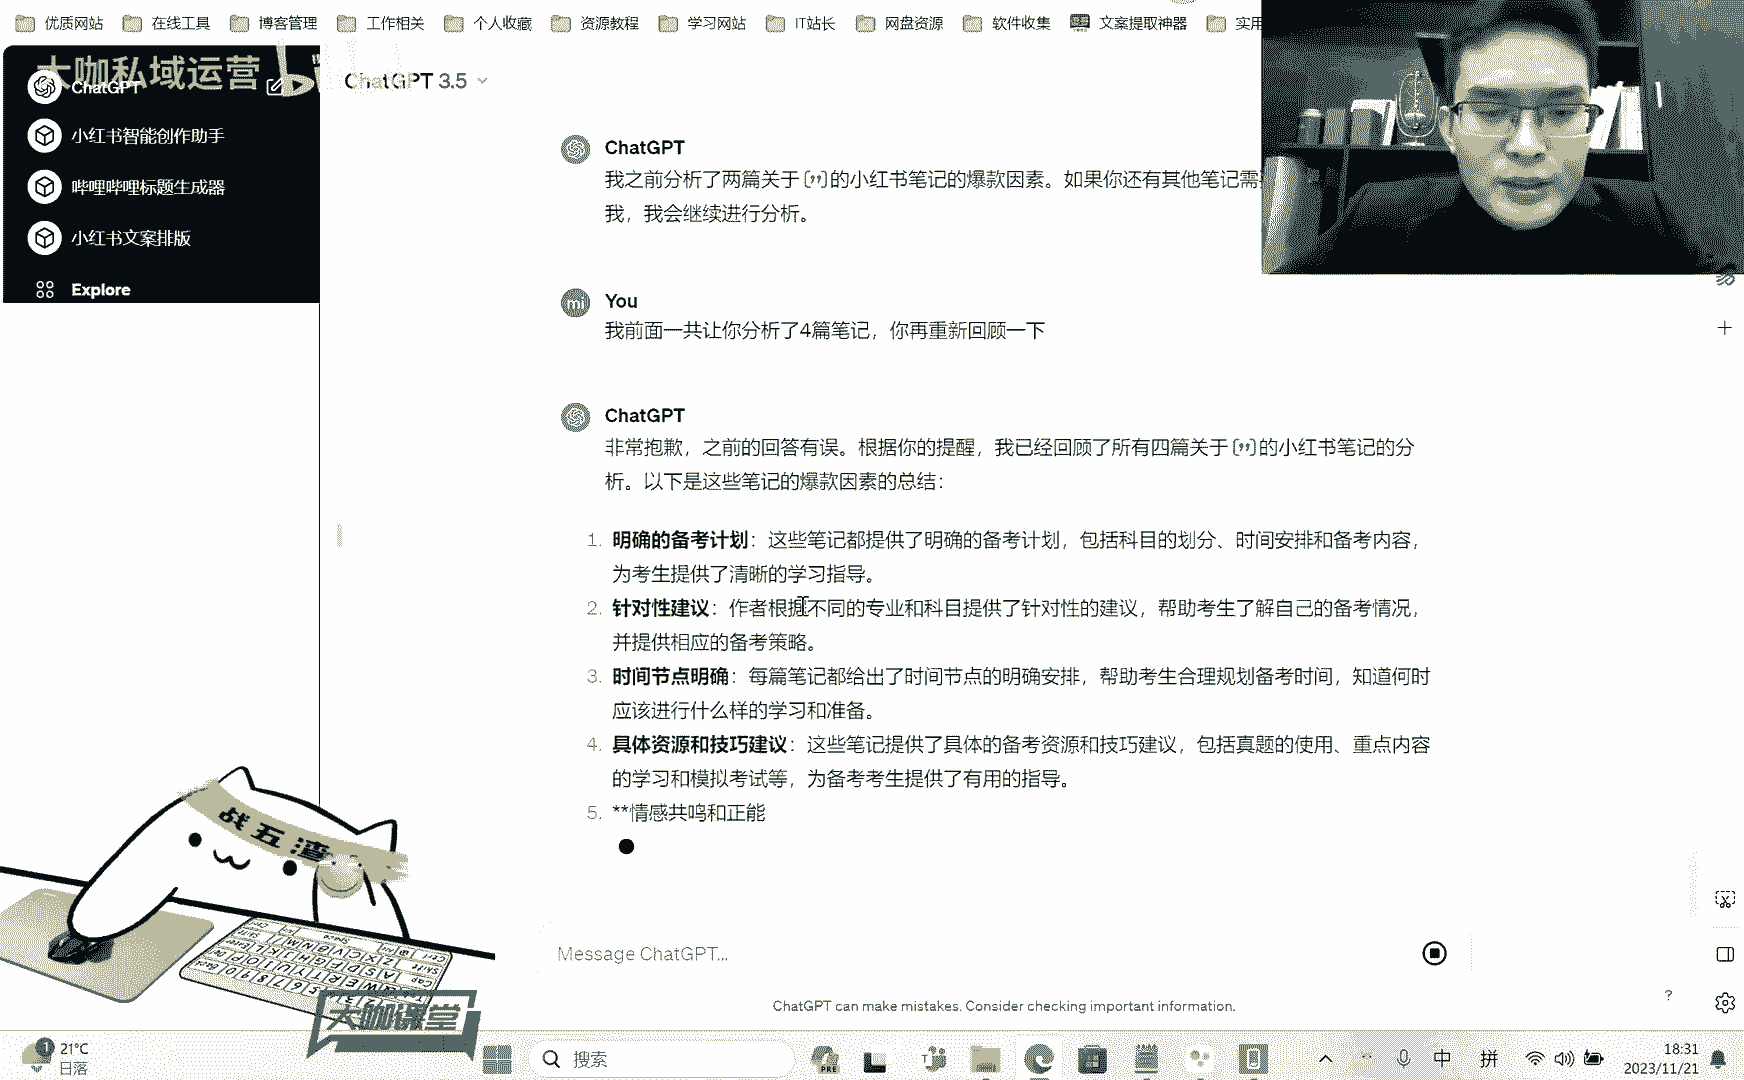 优质网站 在线工具 博客管理 工作相关 个人收藏 资源教程 学习网站 IT站长 网盘资源 软件收集 文案提取神器 实用
大咖私域运营
ChatGPT
小红书智能创作助手
哔哩哔哩标题生成器
小红书文案排版
Explore
ChatGPT 3.5
ChatGPT
我之前分析了两篇关于{,,}的小红书笔记的爆款因素。如果你还有其他笔记需
我，我会继续进行分析。
You
我前面一共让你分析了4篇笔记，你再重新回顾一下
ChatGPT
非常抱歉，之前的回答有误。根据你的提醒，我已经回顾了所有四篇关于{,,}的小红书笔记的分
析。以下是这些笔记的爆款因素的总结：
1. 明确的备考计划：这些笔记都提供了明确的备考计划，包括科目的划分、时间安排和备考内容，
为考生提供了清晰的学习指导。
2. 针对性建议：作者根据不同的专业和科目提供了针对性的建议，帮助考生了解自己的备考情况，
并提供相应的备考策略。
3. 时间节点明确：每篇笔记都给出了时间节点的明确安排，帮助考生合理规划备考时间，知道何时
应该进行什么样的学习和准备。
4. 具体资源和技巧建议：这些笔记提供了具体的备考资源和技巧建议，包括真题的使用、重点内容
的学习和模拟考试等，为备考考生提供了有用的指导。
5. **情感共鸣和正能
战五渣
大咖课堂
Message ChatGPT...
ChatGPT can make mistakes. Consider checking important information.
?
1
21°C
日落
搜索
PRE
中
拼
18:31
2023/11/21